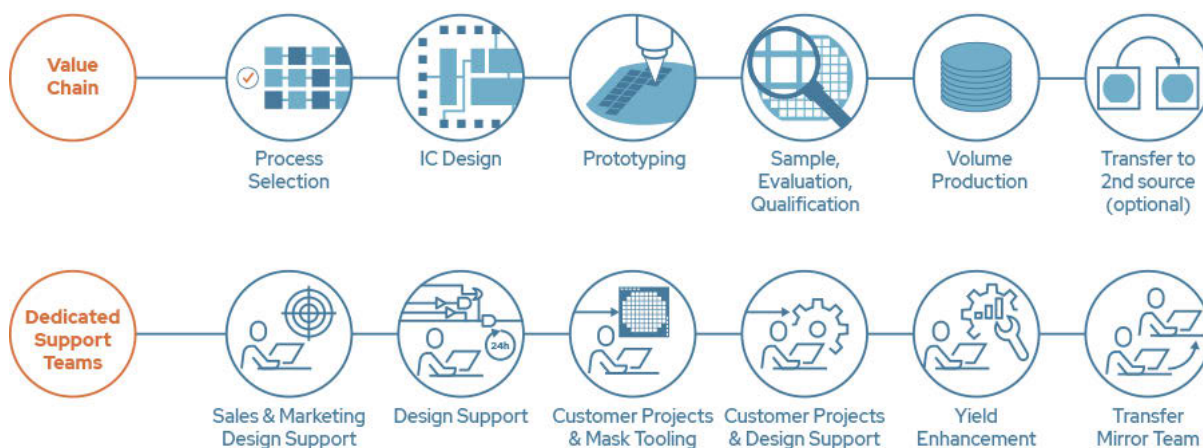 Value
Chain
Process
Selection
IC Design
Prototyping
Sample,
Evaluation,
Qualification
Volume
Production
Transfer to
2nd source
(optional)
Dedicated
Support
Teams
24h
Sales & Marketing
Design Support
Design Support
Customer Projects
& Mask Tooling
Customer Projects
& Design Support
Yield
Enhancement
Transfer
Mirror Team